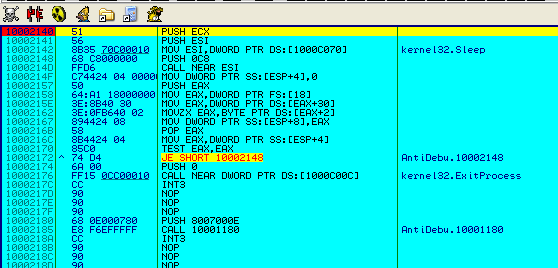 10002140 51 PUSH ECX
10002141 56 PUSH ESI
10002142 8B35 70C00010 MOV ESI,DWORD PTR DS:[1000C070] kernel32.Sleep
10002148 68 C8000000 PUSH 0C8
1000214D FFD6 CALL NEAR ESI
1000214F C74424 04 00000 MOV DWORD PTR SS:[ESP+4],0
10002157 50 PUSH EAX
10002158 64:A1 18000000 MOV EAX,DWORD PTR FS:[18]
1000215E 3E:8B40 30 MOV EAX,DWORD PTR DS:[EAX+30]
10002162 3E:0FB640 02 MOVZX EAX,BYTE PTR DS:[EAX+2]
10002167 894424 08 MOV DWORD PTR SS:[ESP+8],EAX
1000216B 58 POP EAX
1000216C 8B4424 04 MOV EAX,DWORD PTR SS:[ESP+4]
10002170 85C0 TEST EAX,EAX
10002172 ^ 74 D4 JE SHORT 10002148 AntiDebu.10002148
10002174 6A 00 PUSH 0
10002176 FF15 0CC00010 CALL NEAR DWORD PTR DS:[1000C00C] kernel32.ExitProcess
1000217C CC INT3
1000217D 90 NOP
1000217E 90 NOP
1000217F 90 NOP
10002180 68 0E000780 PUSH 8007000E
10002185 E8 F6EFFFFF CALL 10001180 AntiDebu.10001180
1000218A CC INT3
1000218B 90 NOP
1000218C 90 NOP
1000218D 90 NOP